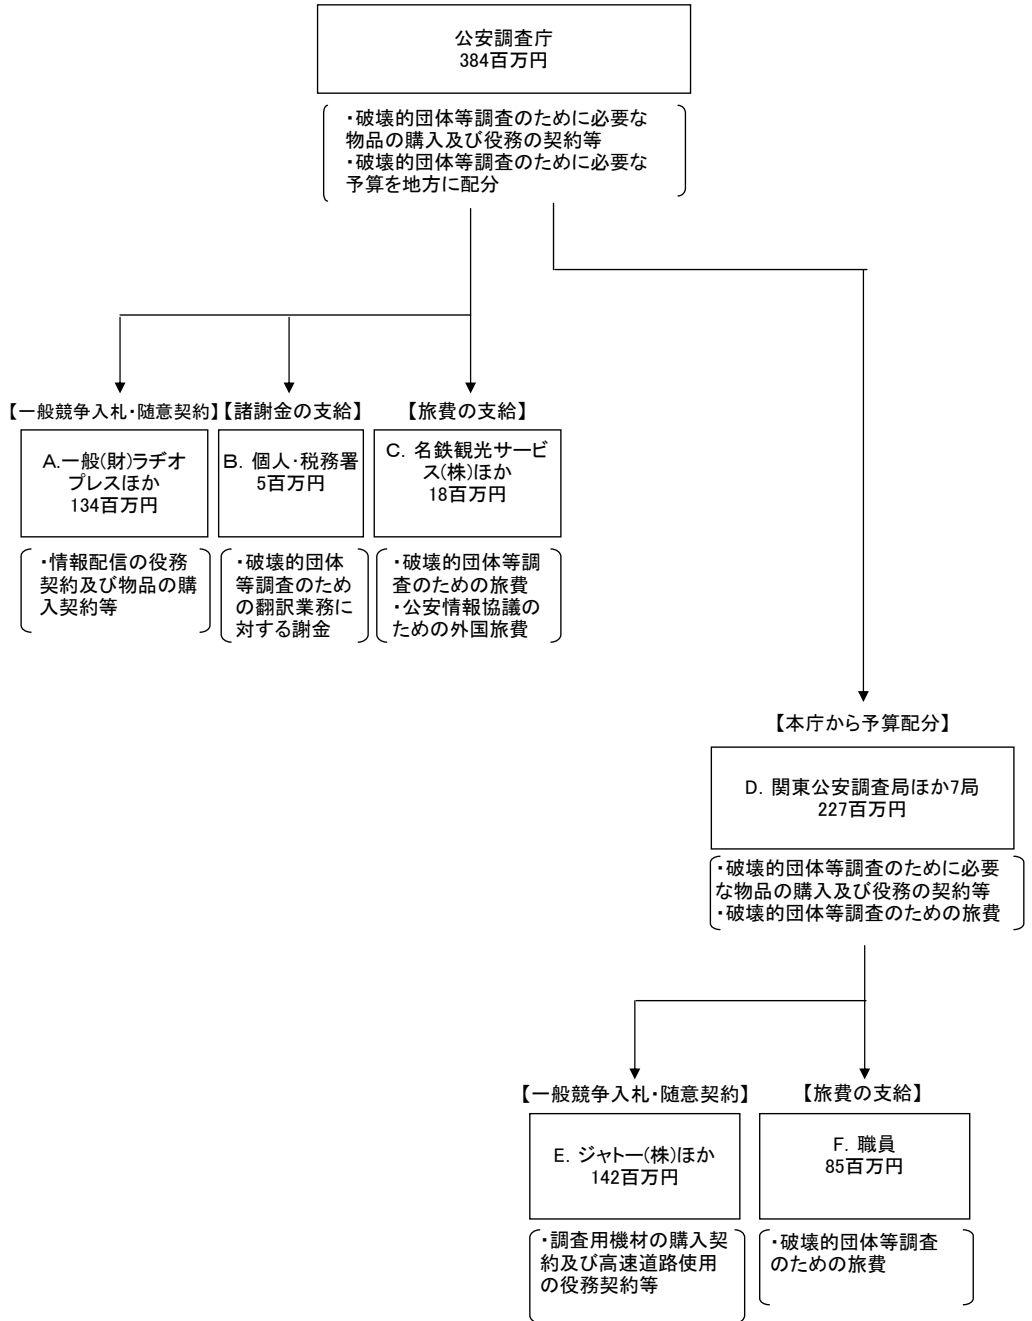 公安調査庁
384百万円
・破壊的団体等調査のために必要な
物品の購入及び役務の契約等
・破壊的団体等調査のために必要な
予算を地方に配分
【一般競争入札・随意契約】
A.一般(財)ラヂオ
プレスほか
134百万円
・情報配信の役務
契約及び物品の購
入契約等
【諸謝金の支給】
B. 個人・税務署
5百万円
・破壊的団体
等調査のため
の翻訳業務に
対する謝金
【旅費の支給】
C. 名鉄観光サービ
ス(株)ほか
18百万円
・破壊的団体等調
査のための旅費
・公安情報協議の
ための外国旅費
【本庁から予算配分】
D. 関東公安調査局ほか7局
227百万円
・破壊的団体等調査のために必要
な物品の購入及び役務の契約等
・破壊的団体等調査のための旅費
【一般競争入札・随意契約】
E. ジャトー(株)ほか
142百万円
・調査用機材の購入契
約及び高速道路使用
の役務契約等
【旅費の支給】
F. 職員
85百万円
・破壊的団体等調査
のための旅費